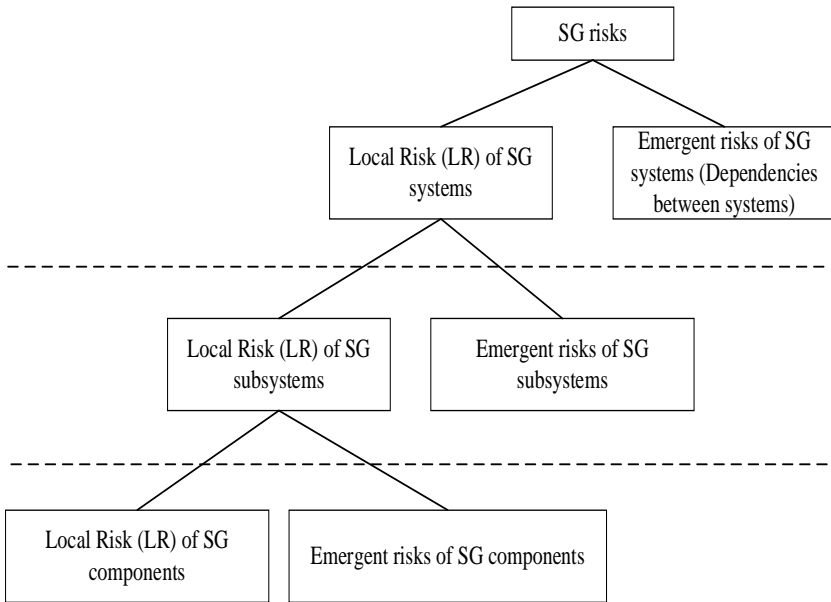 SG risks
Local Risk (LR) of SG
systems
Emergent risks of SG
systems (Dependencies
between systems)
Local Risk (LR) of SG
subsystems
Emergent risks of SG
subsystems
Local Risk (LR) of SG
components
Emergent risks of SG components